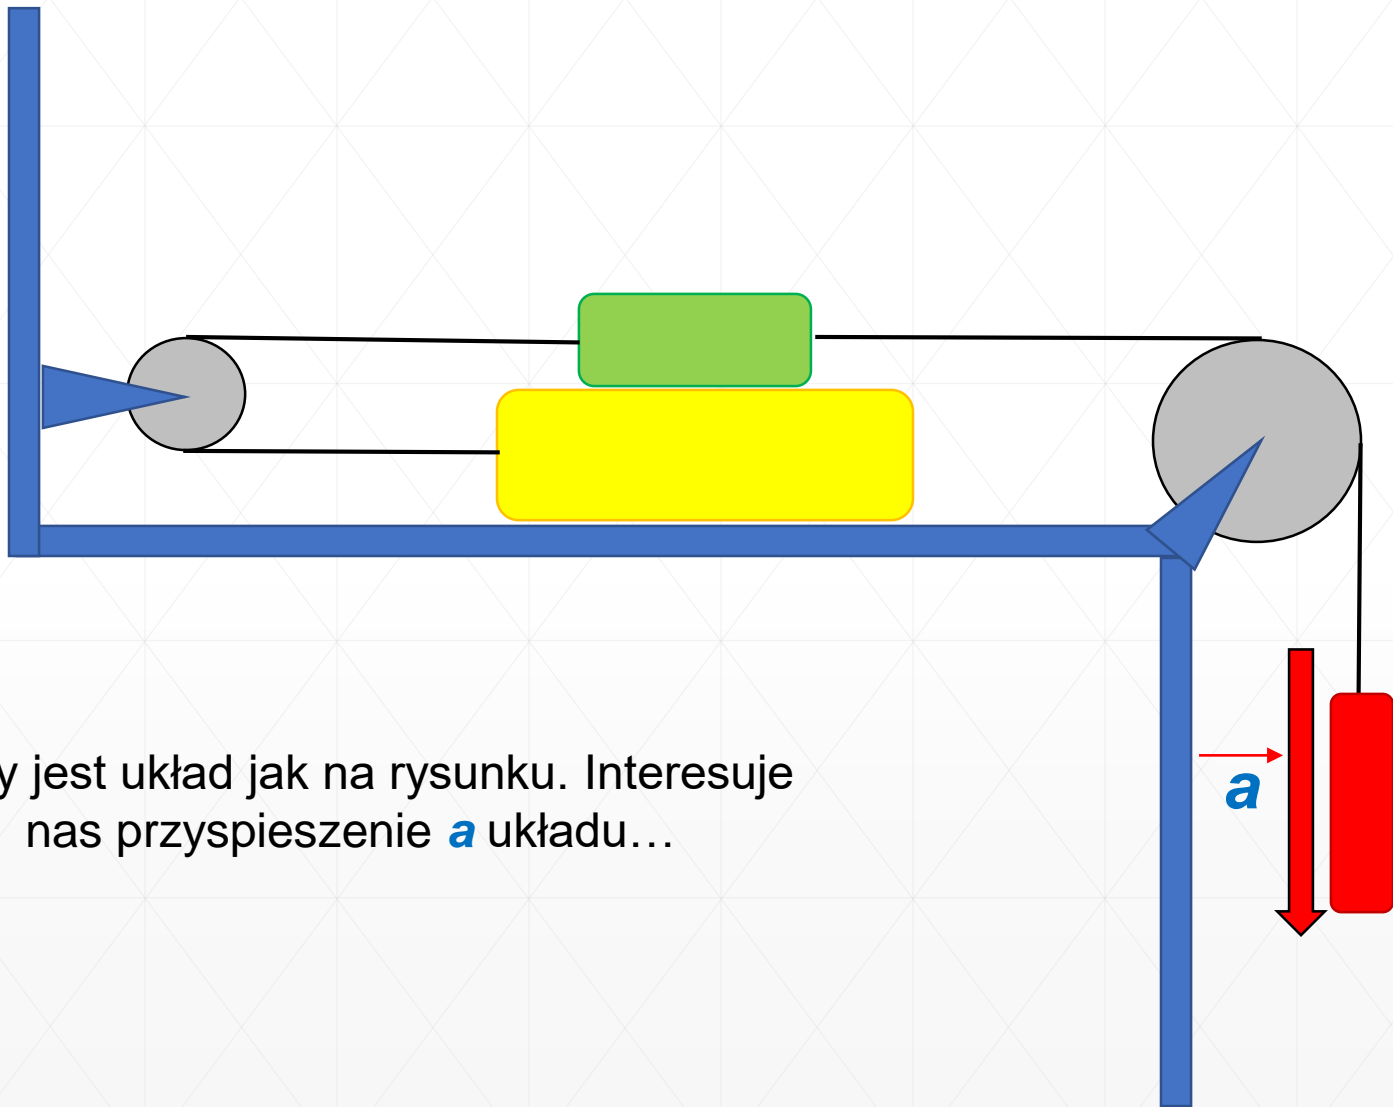 y jest układ jak na rysunku. Interesuje
nas przyspieszenie a układu…
a